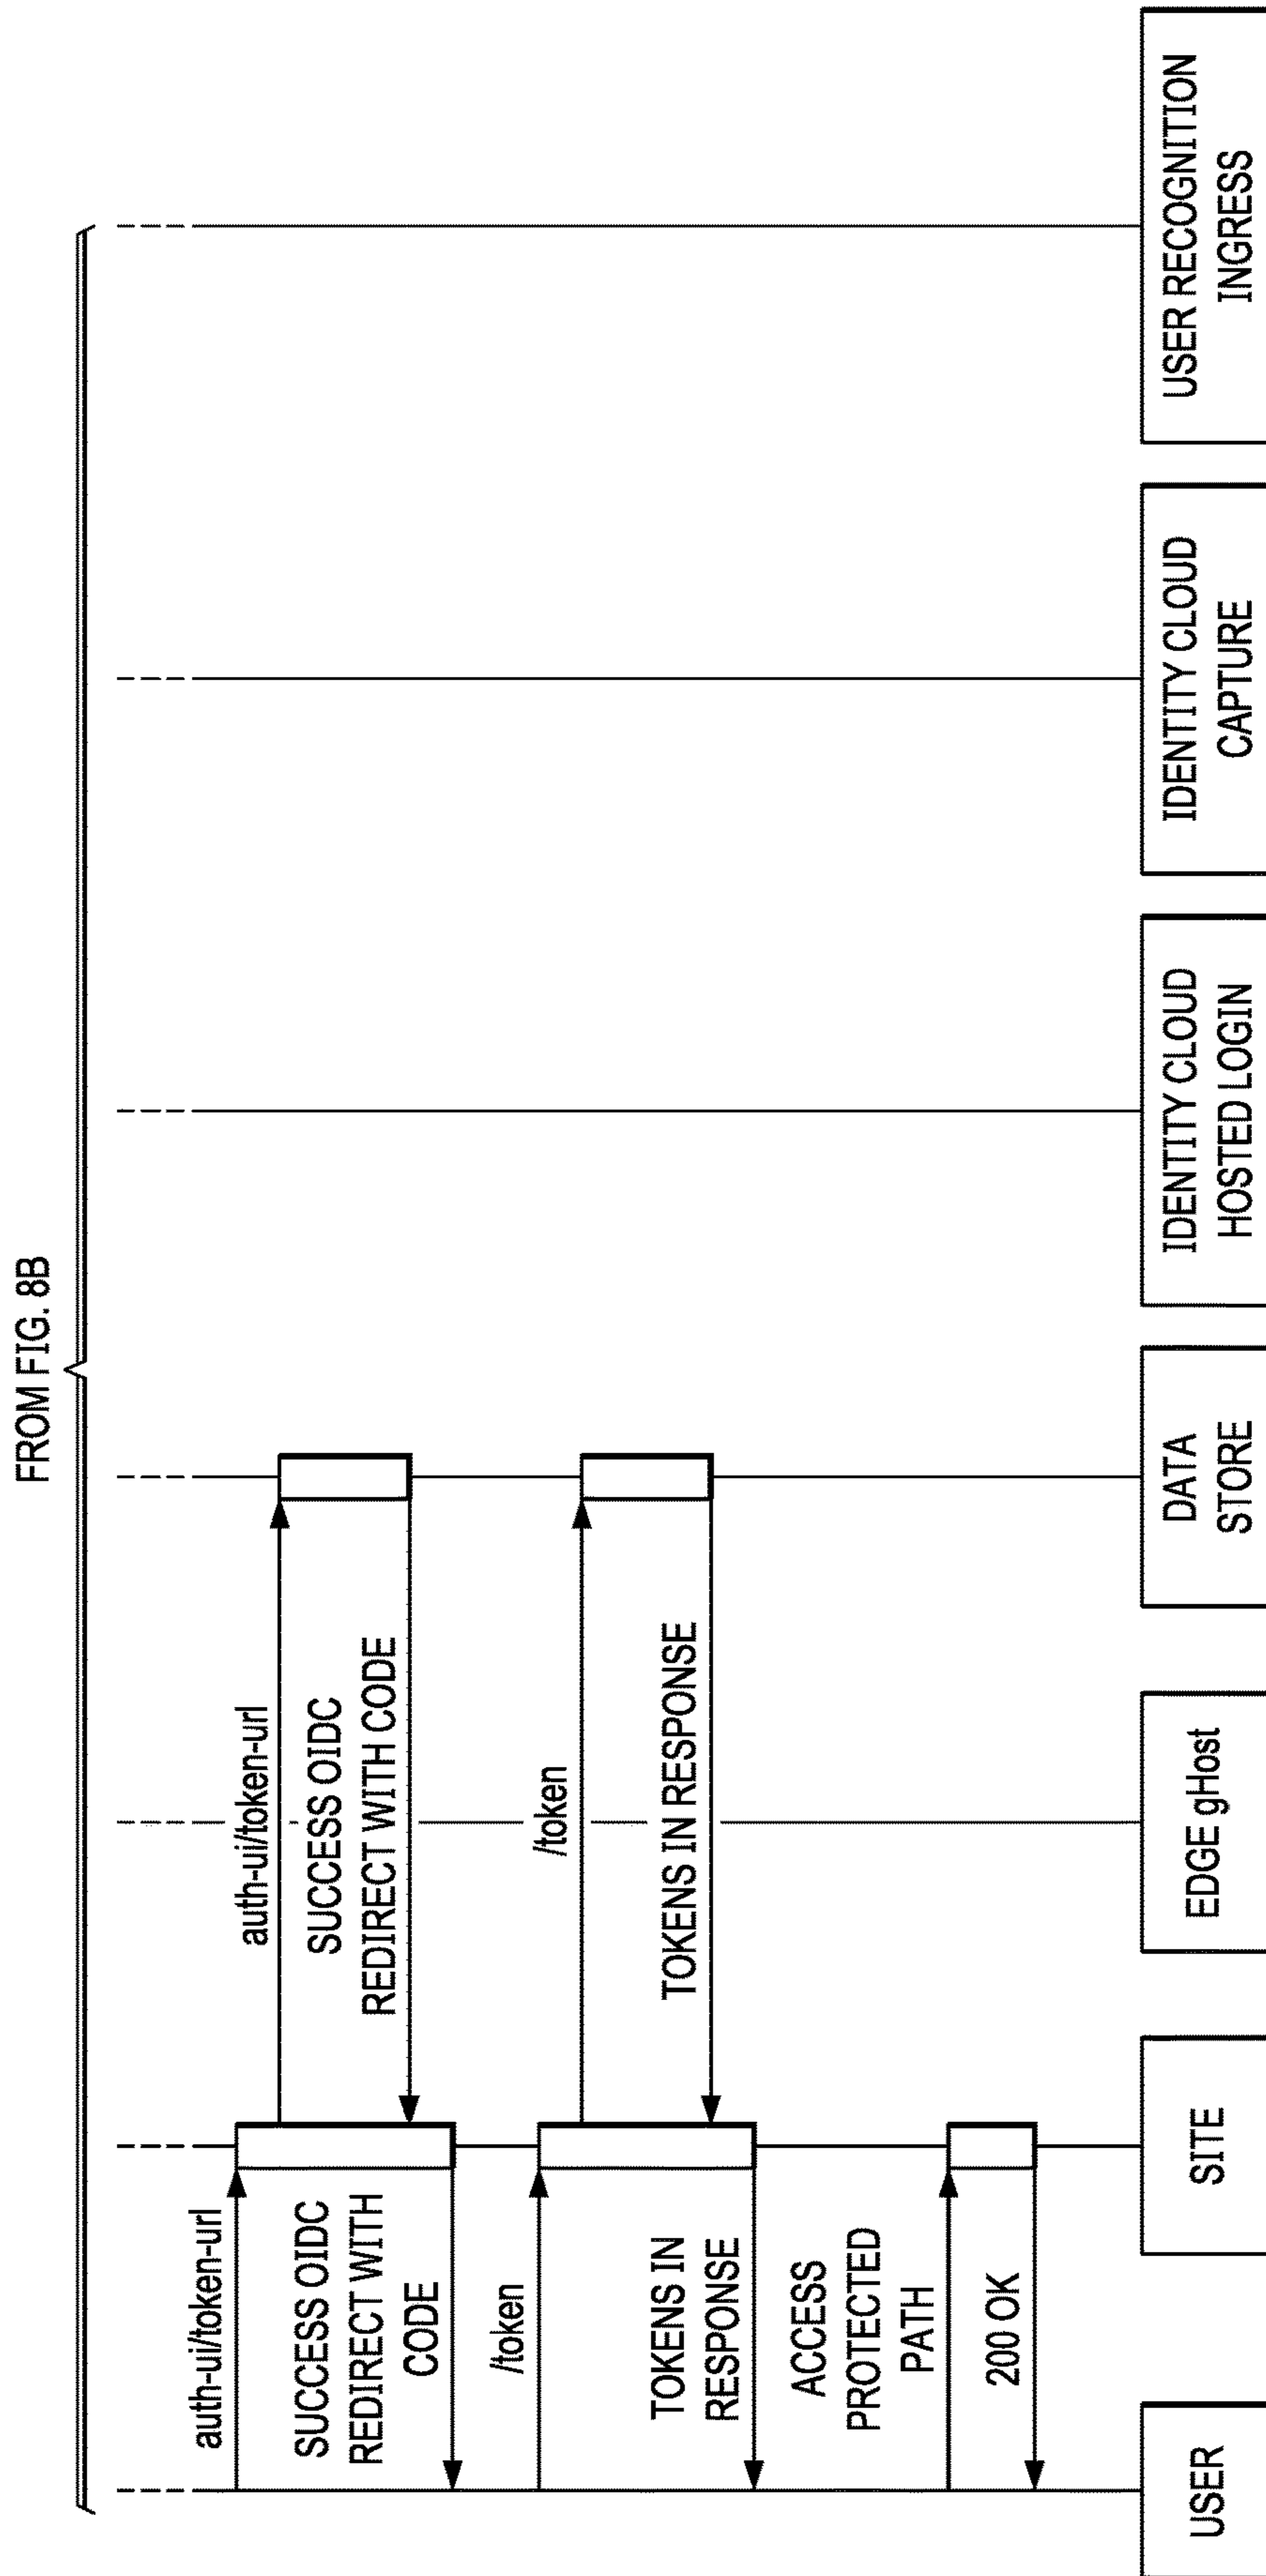 FROM FIG. 8B
auth-ui/token-url
auth-ui/token-url
SUCCESS OIDC
REDIRECT WITH
CODE
SUCCESS OIDC
REDIRECT WITH CODE
/token
/token
TOKENS IN
RESPONSE
TOKENS IN RESPONSE
ACCESS
PROTECTED
PATH
200 OK
USER
SITE
EDGE gHost
DATA
STORE
IDENTITY CLOUD
HOSTED LOGIN
IDENTITY CLOUD
CAPTURE
USER RECOGNITION
INGRESS